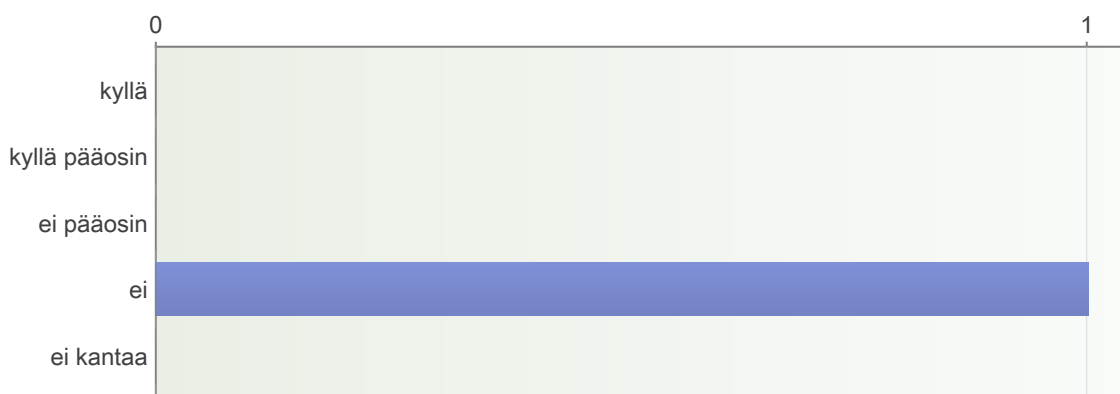 0 1
kyllä
kyllä pääosin
ei pääosin
ei
ei kantaa